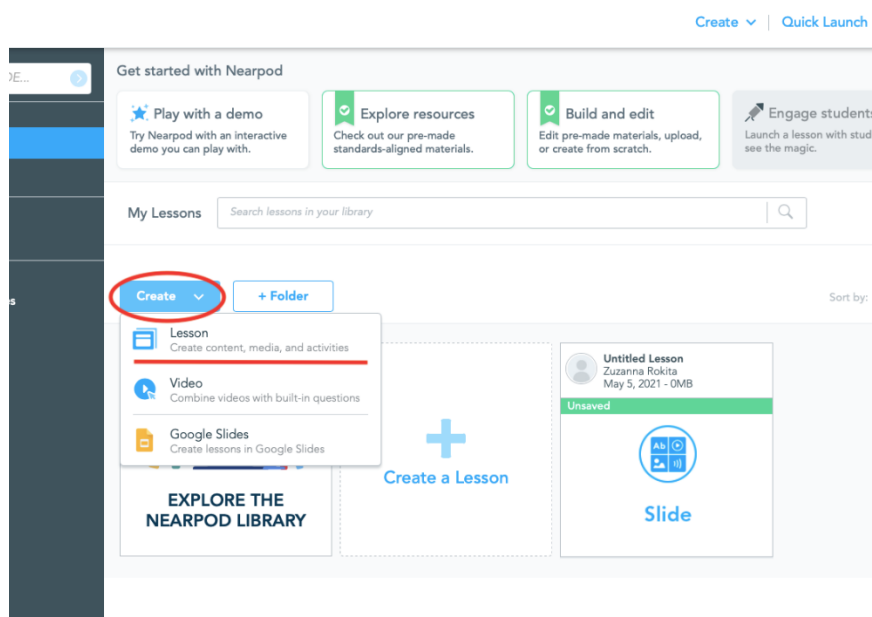 Create
Quick Launch
DE...
Get started with Nearpod
Play with a demo
Try Nearpod with an interactive
demo you can play with.
Explore resources
Check out our pre-made
standards-aligned materials.
Build and edit
Edit pre-made materials, upload,
or create from scratch.
Engage students
Launch a lesson with stud
see the magic.
My Lessons
Search lessons in your library
Create
+ Folder
Sort by:
Lesson
Create content, media, and activities
Video
Combine videos with built-in questions
Google Slides
Create lessons in Google Slides
EXPLORE THE
NEARPOD LIBRARY
Create a Lesson
Untitled Lesson
Zuzanna Rokita
May 5, 2021 - 0MB
Unsaved
Ab
Slide